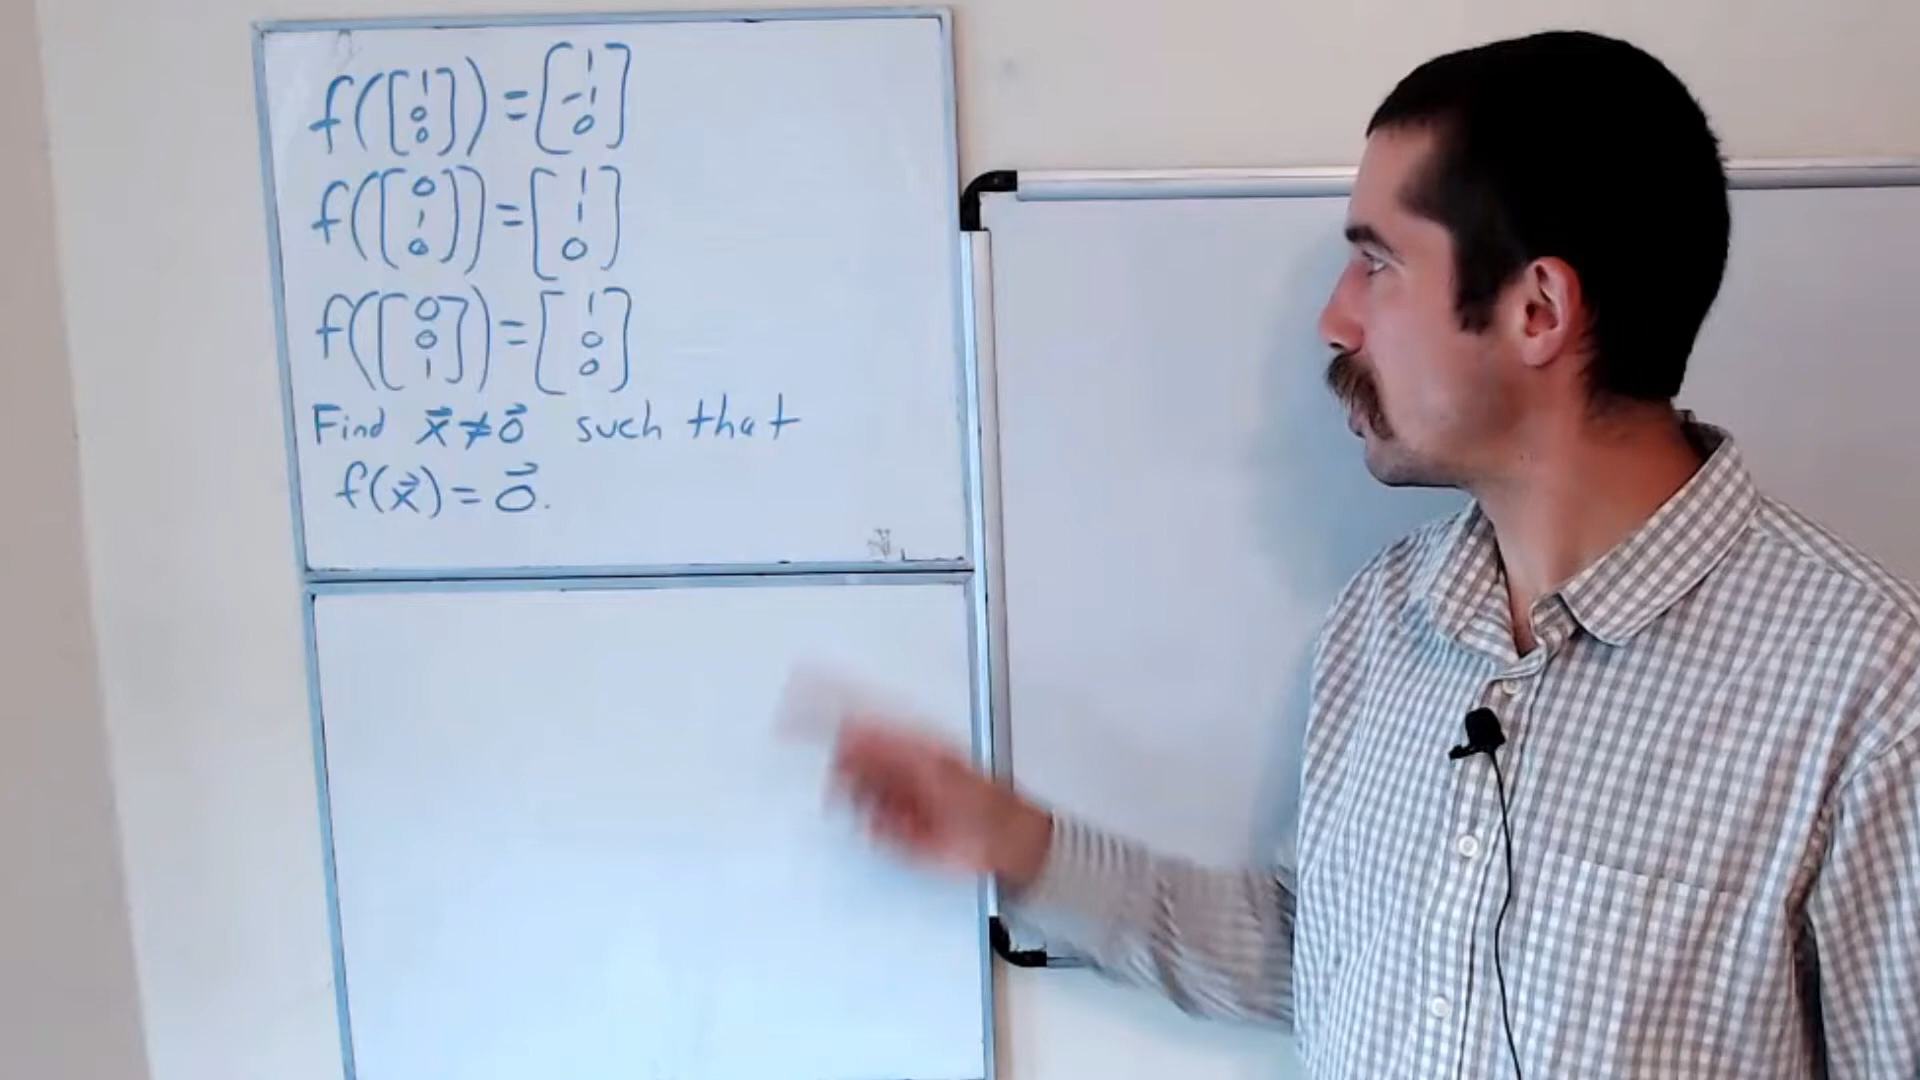 f([1 0 0]) = [1 -1 0]
f([0 1 0]) = [1 1 0]
f([0 0 1]) = [1 0 0]
Find x⃗ ≠ 0⃗ such that
f(x⃗) = 0⃗.